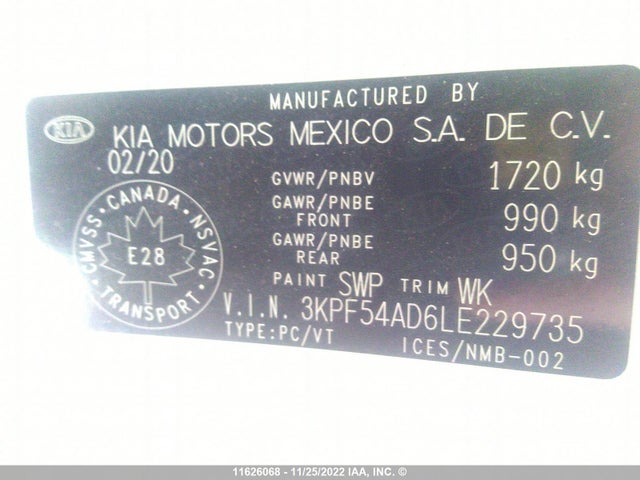 MANUFACTURED BY
KIA KIA MOTORS MEXICO S.A. DE C.V.
02/20
GVWR/PNBV 1720 kg
GAWR/PNBE FRONT 990 kg
GAWR/PNBE REAR 950 kg
CMVSS · CANADA · NSVAC
E28
TRANSPORT
PAINT SWP TRIM WK
V.I.N. 3KPF54AD6LE229735
TYPE:PC/VT ICES/NMB-002
11626068 - 11/25/2022 IAA, INC. ©